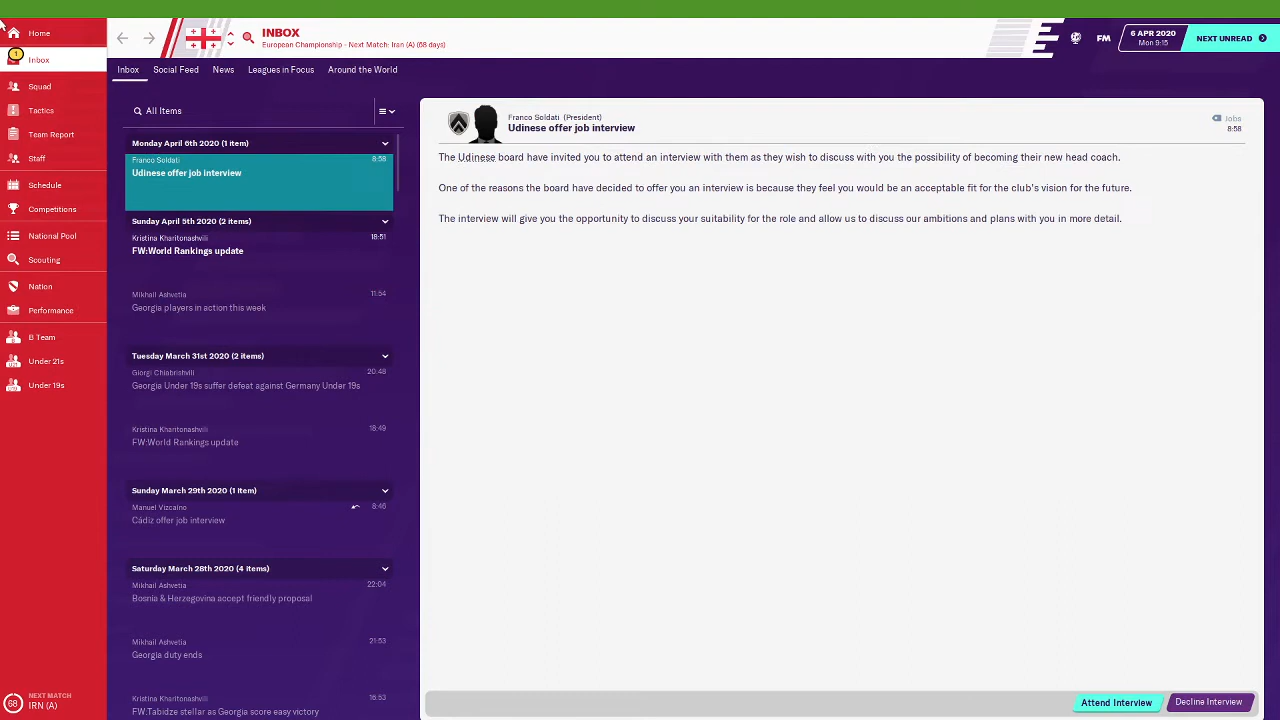 Home
1
Inbox
Squad
Tactics
Team Report
Staff
Schedule
Competitions
National Pool
Scouting
Nation
Performance
B Team
Under 21s
Under 19s
68
NEXT MATCH
IRN (A)
INBOX
European Championship - Next Match: Iran (A) (68 days)
FM
6 APR 2020
Mon 9:15
NEXT UNREAD
Inbox Social Feed News Leagues in Focus Around the World
All Items
Monday April 6th 2020 (1 item)
Franco Soldati 8:58
Udinese offer job interview
Sunday April 5th 2020 (2 items)
Kristina Kharitonashvili 18:51
FW:World Rankings update
Mikhail Ashvetia 11:54
Georgia players in action this week
Tuesday March 31st 2020 (2 items)
Giorgi Chiabrishvili 20:48
Georgia Under 19s suffer defeat against Germany Under 19s
Kristina Kharitonashvili 18:49
FW:World Rankings update
Sunday March 29th 2020 (1 item)
Manuel Vizcaíno 8:46
Cádiz offer job interview
Saturday March 28th 2020 (4 items)
Mikhail Ashvetia 22:04
Bosnia & Herzegovina accept friendly proposal
Mikhail Ashvetia 21:53
Georgia duty ends
Kristina Kharitonashvili 16:53
FW:Tabidze stellar as Georgia score easy victory
Franco Soldati (President)
Udinese offer job interview
Jobs
8:58
The Udinese board have invited you to attend an interview with them as they wish to discuss with you the possibility of becoming their new head coach.
One of the reasons the board have decided to offer you an interview is because they feel you would be an acceptable fit for the club's vision for the future.
The interview will give you the opportunity to discuss your suitability for the role and allow us to discuss our ambitions and plans with you in more detail.
Attend Interview Decline Interview